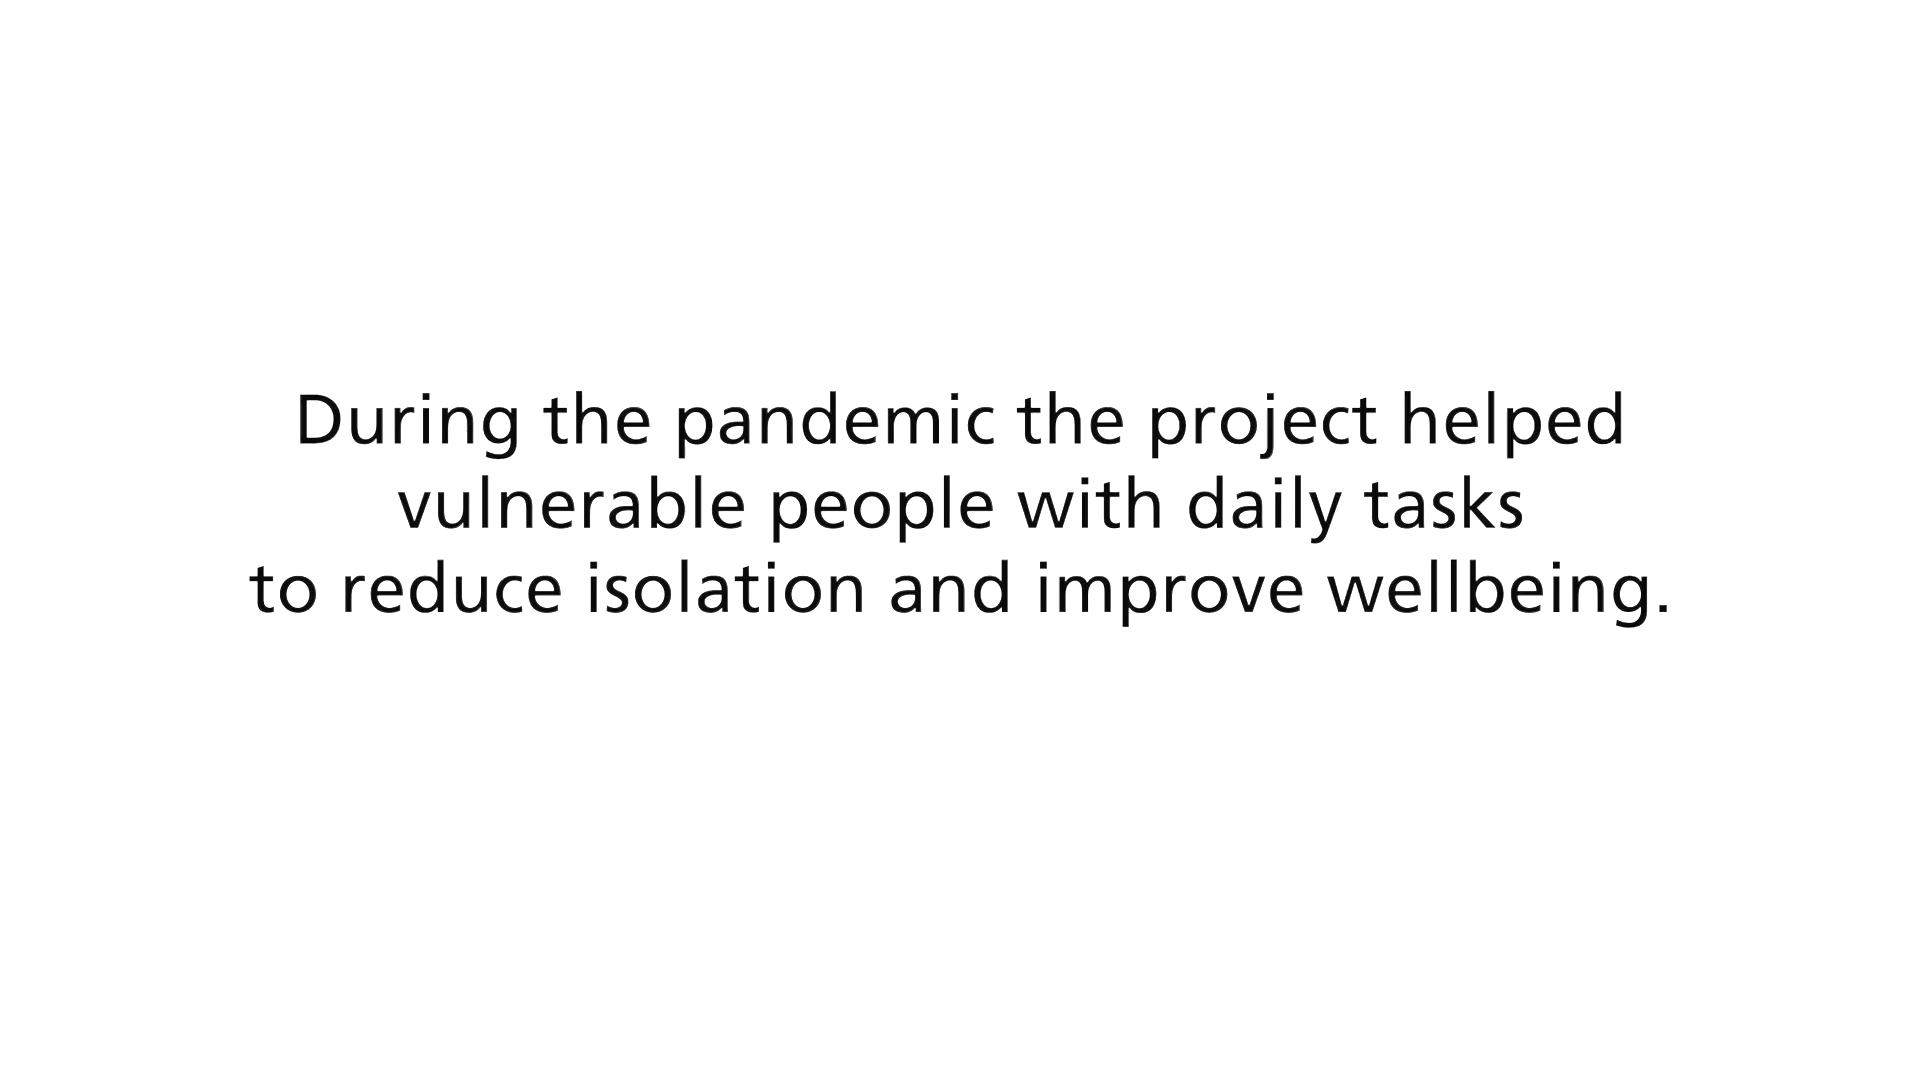 During the pandemic the project helped
vulnerable people with daily tasks
to reduce isolation and improve wellbeing.